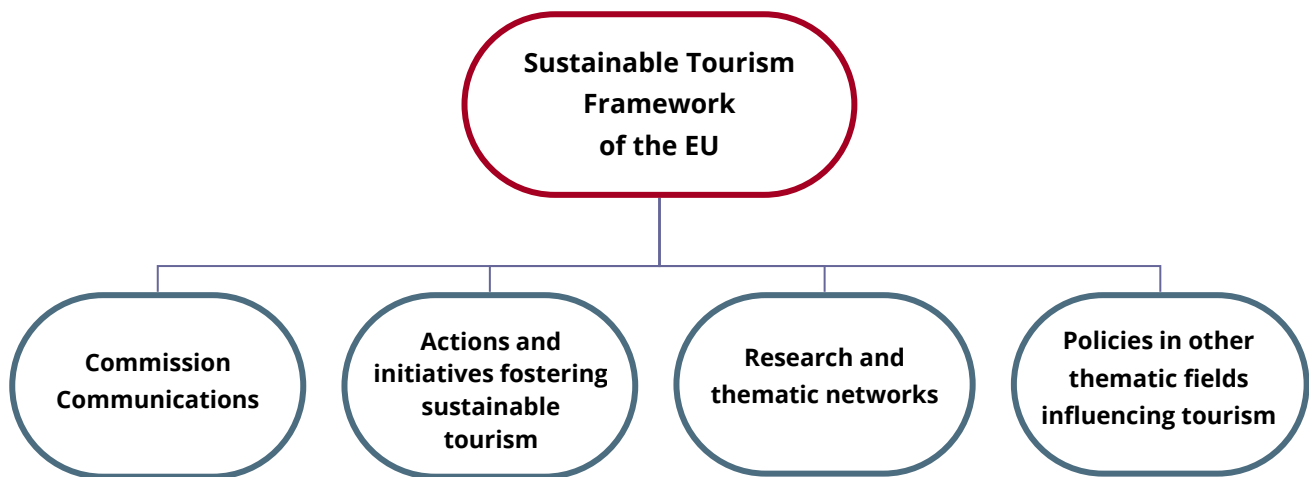 Sustainable Tourism
Framework
of the EU
Commission
Communications
Actions and
initiatives fostering
sustainable
tourism
Research and
thematic networks
Policies in other
thematic fields
influencing tourism